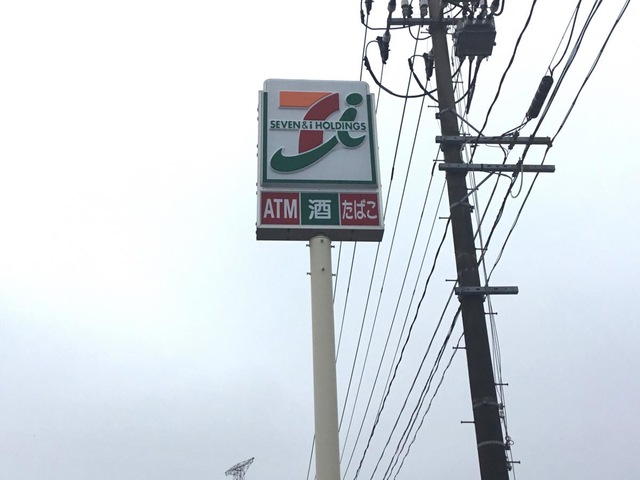 SEVEN & i HOLDINGS
ATM 酒 たばこ